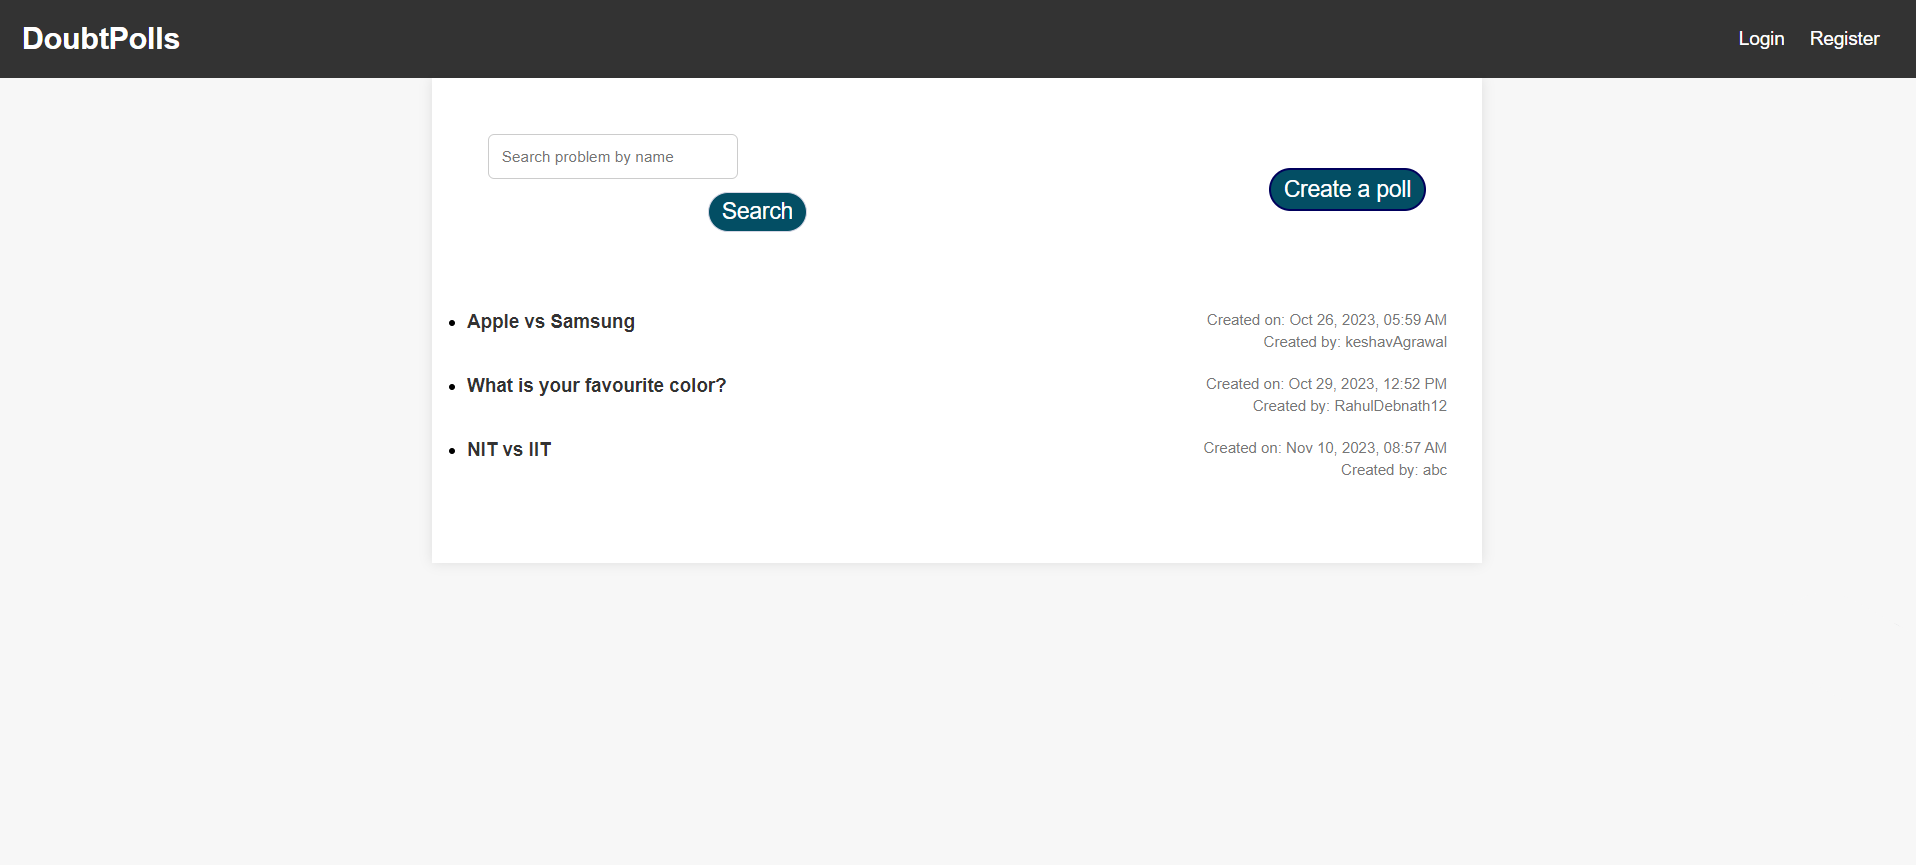 DoubtPolls
Login Register
Search problem by name
Create a poll
Search
Apple vs Samsung
Created on: Oct 26, 2023, 05:59 AM
Created by: keshavAgrawal
What is your favourite color?
Created on: Oct 29, 2023, 12:52 PM
Created by: RahulDebnath12
NIT vs IIT
Created on: Nov 10, 2023, 08:57 AM
Created by: abc